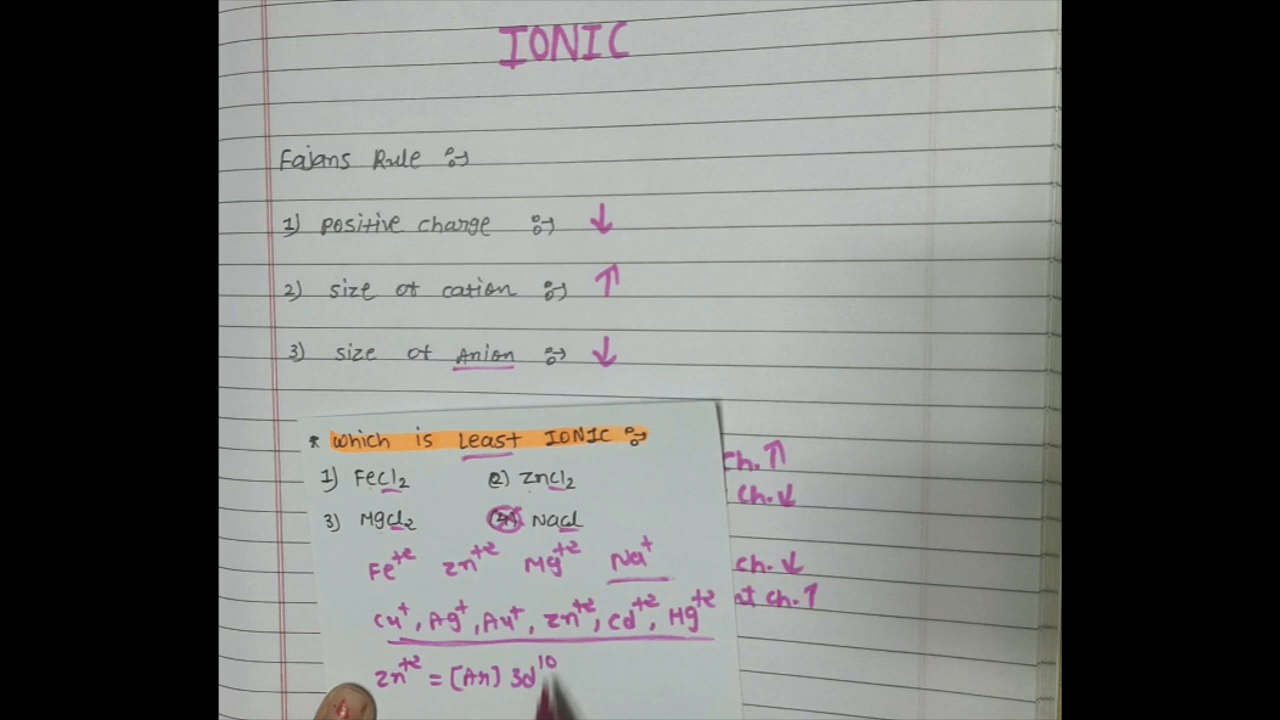 IONIC
Fajans Rule :-)
1) positive charge :-) ↓
2) size of cation :-) ↑
3) size of Anion :-) ↓
* Which is Least IONIC :-)
1) FeCl2 2) ZnCl2
3) MgCl2 NaCl
Fe+2 Zn+2 Mg+2 Na+
Cu+, Ag+, Au+, Zn+2, Cd+2, Hg+2
Zn+2 = [Ar] 3d10
ch. ↑
ch. ↓
ch. ↓
at ch. ↑